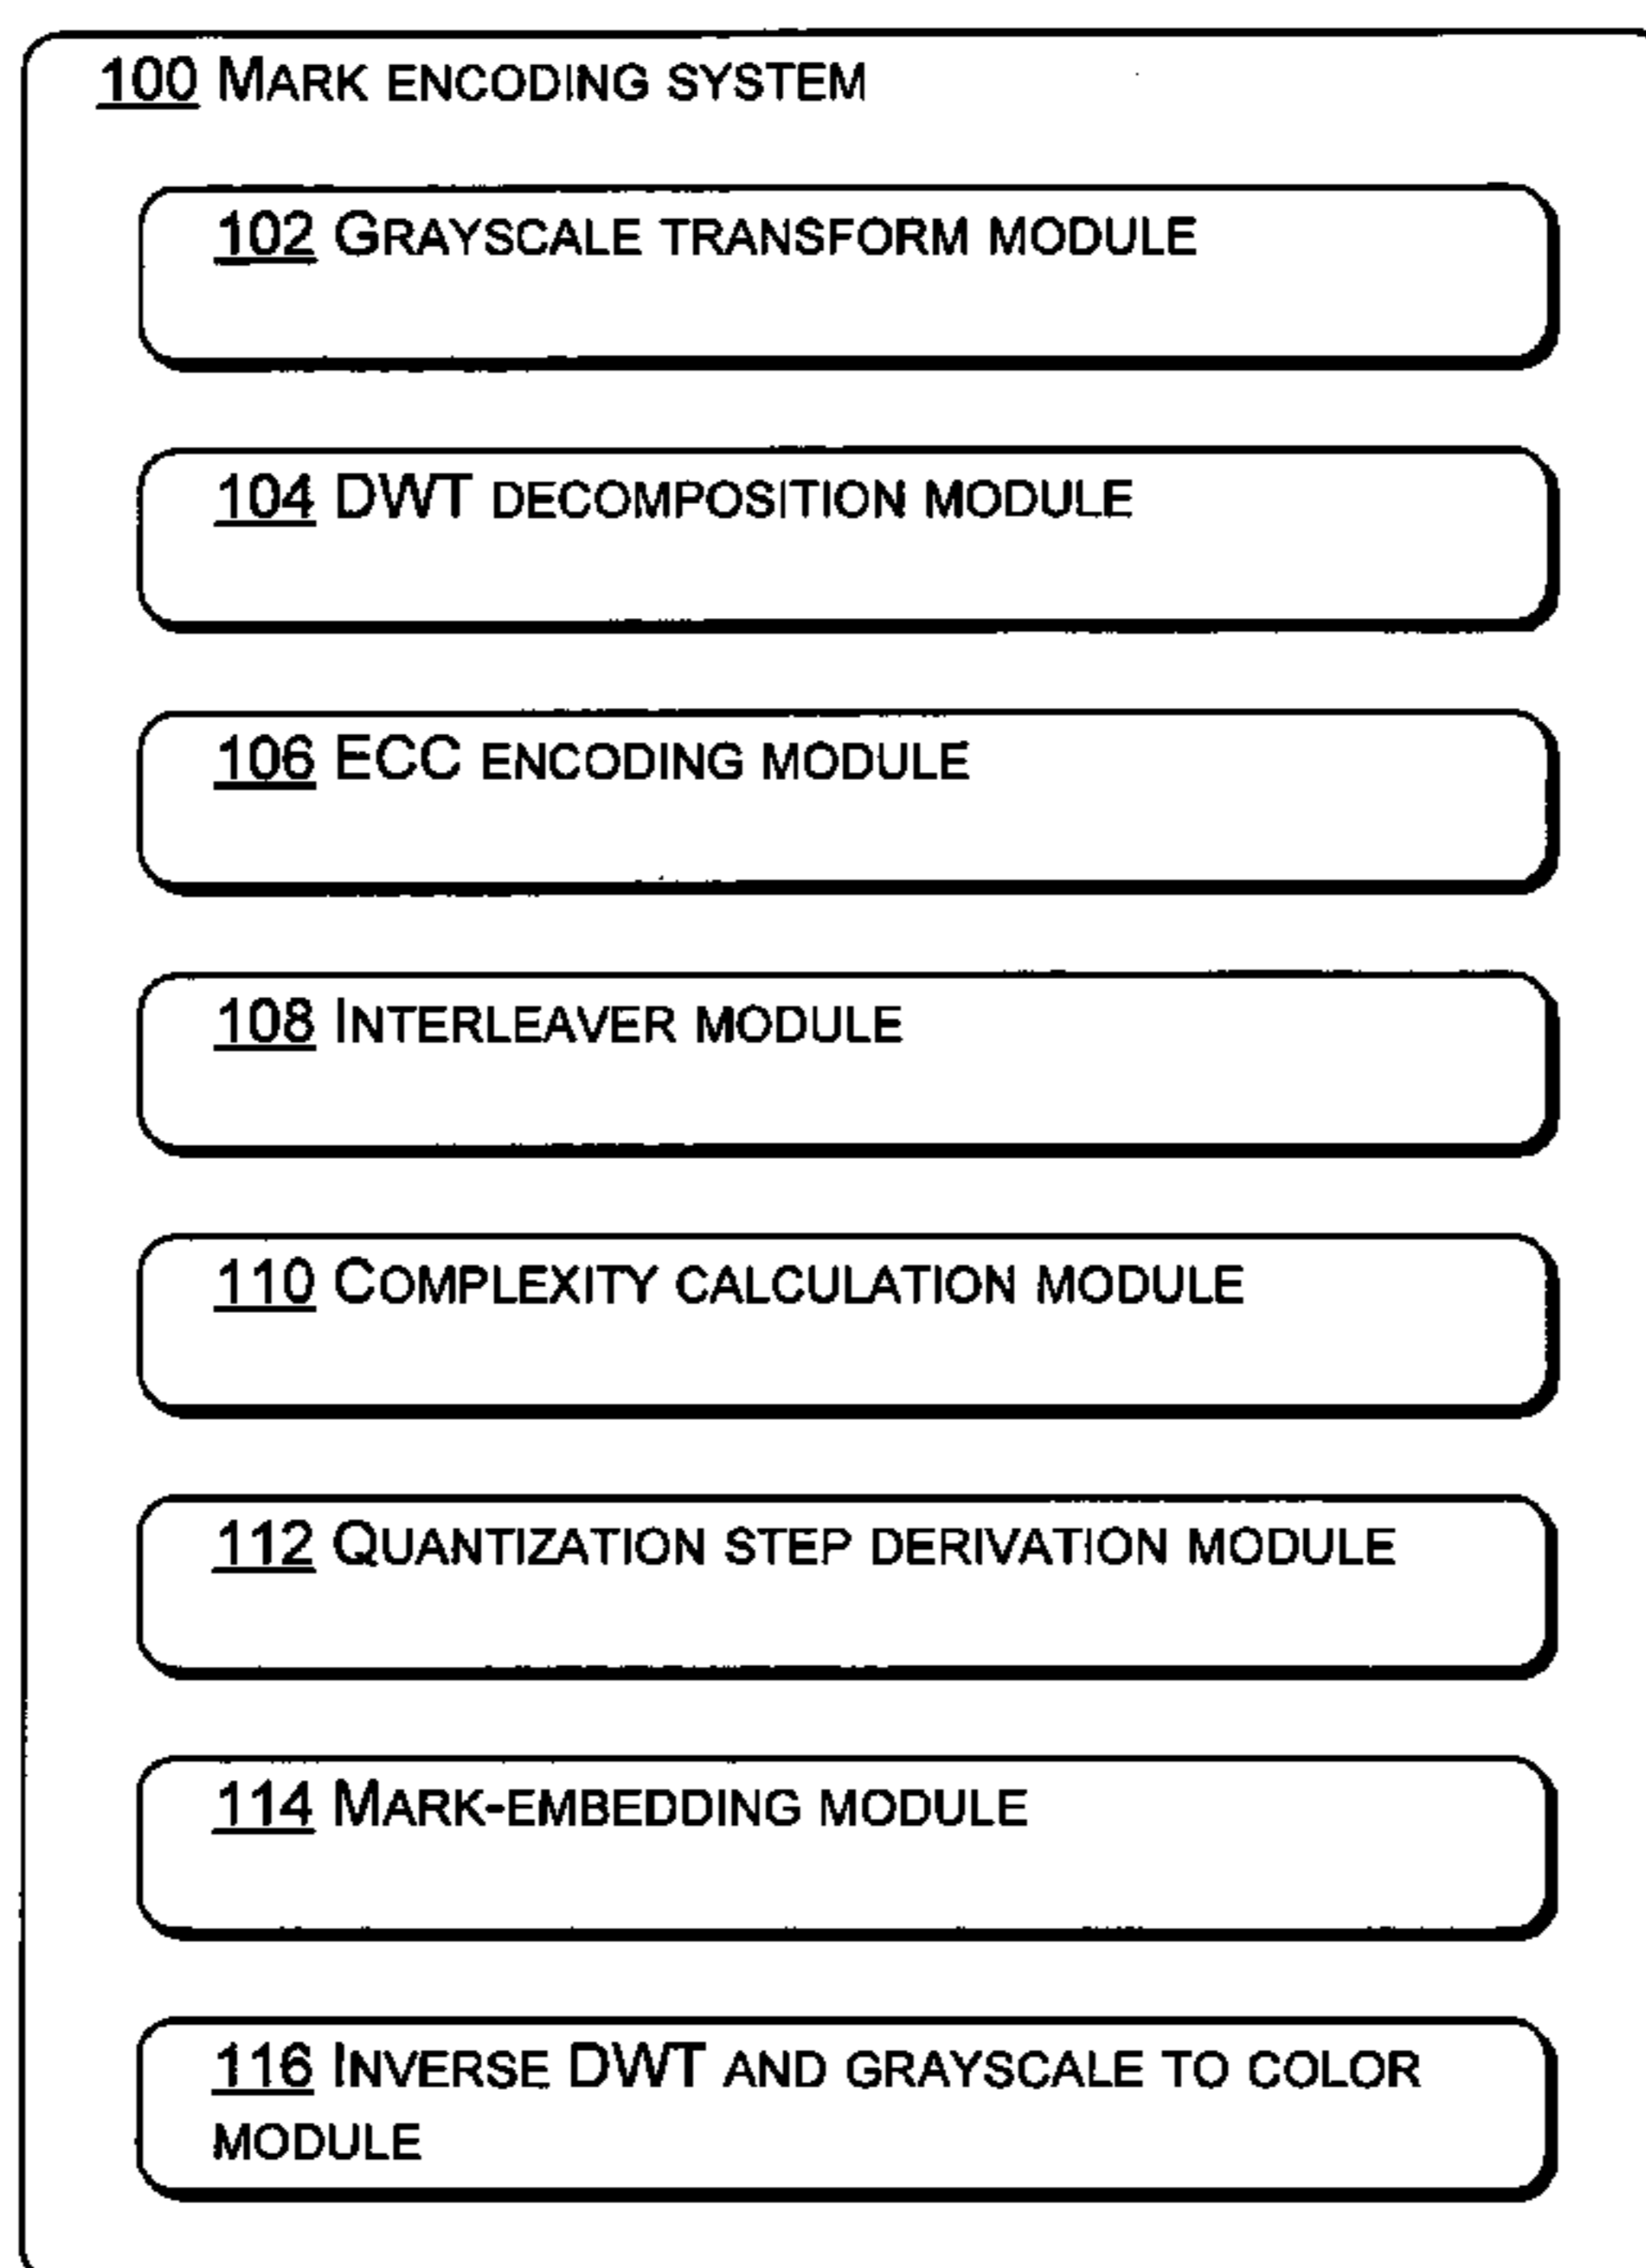 100 MARK ENCODING SYSTEM
102 GRAYSCALE TRANSFORM MODULE
104 DWT DECOMPOSITION MODULE
106 ECC ENCODING MODULE
108 INTERLEAVER MODULE
110 COMPLEXITY CALCULATION MODULE
112 QUANTIZATION STEP DERIVATION MODULE
114 MARK-EMBEDDING MODULE
116 INVERSE DWT AND GRAYSCALE TO COLOR
MODULE